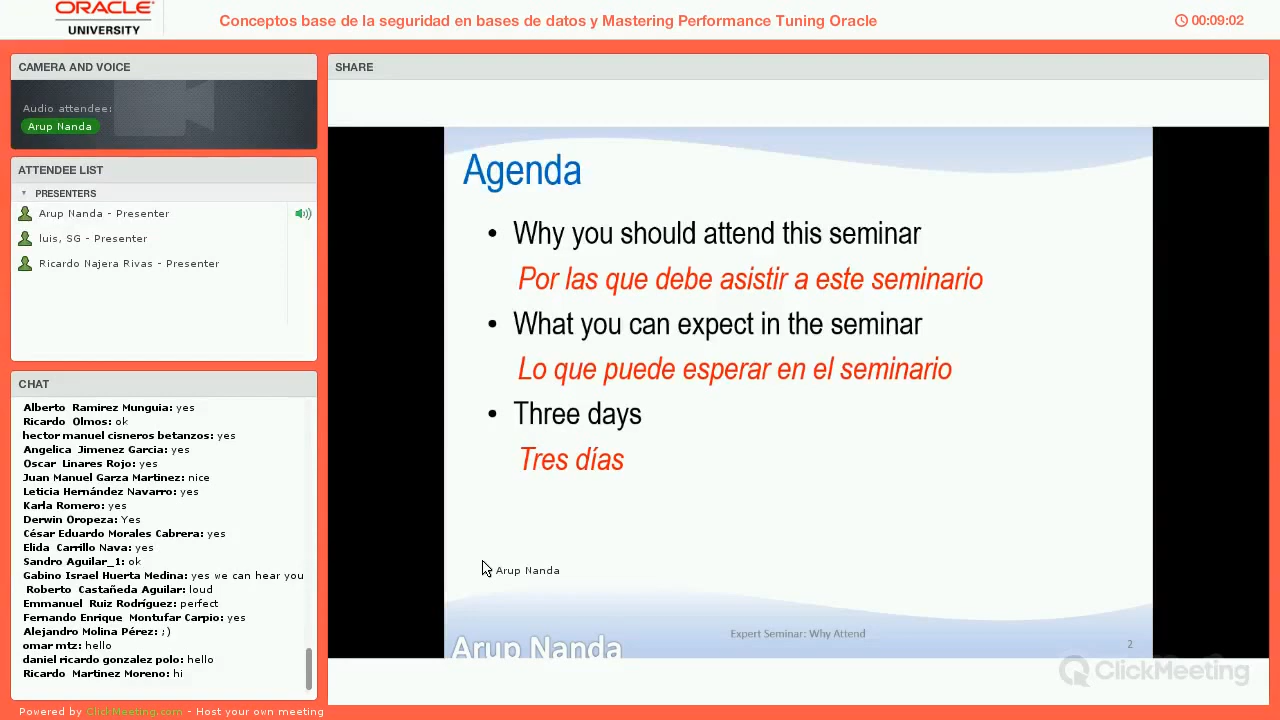 ORACLE
UNIVERSITY
Conceptos base de la seguridad en bases de datos y Mastering Performance Tuning Oracle
00:09:02
CAMERA AND VOICE
Audio attendee:
Arup Nanda
ATTENDEE LIST
PRESENTERS
Arup Nanda - Presenter
luis, SG - Presenter
Ricardo Najera Rivas - Presenter
CHAT
Alberto Ramirez Munguia: yes
Ricardo Olmos: ok
hector manuel cisneros betanzos: yes
Angelica Jimenez Garcia: yes
Oscar Linares Rojo: yes
Juan Manuel Garza Martinez: nice
Leticia Hernández Navarro: yes
Karla Romero: yes
Derwin Oropeza: Yes
César Eduardo Morales Cabrera: yes
Elida Carrillo Nava: yes
Sandro Aguilar_1: ok
Gabino Israel Huerta Medina: yes we can hear you
Roberto Castañeda Aguilar: loud
Emmanuel Ruiz Rodríguez: perfect
Fernando Enrique Montufar Carpio: yes
Alejandro Molina Pérez: ;)
omar mtz: hello
daniel ricardo gonzalez polo: hello
Ricardo Martinez Moreno: hi
SHARE
Agenda
• Why you should attend this seminar
Por las que debe asistir a este seminario
• What you can expect in the seminar
Lo que puede esperar en el seminario
• Three days
Tres días
Arup Nanda
Arup Nanda
Expert Seminar: Why Attend
2
ClickMeeting
Powered by ClickMeeting.com - Host your own meeting